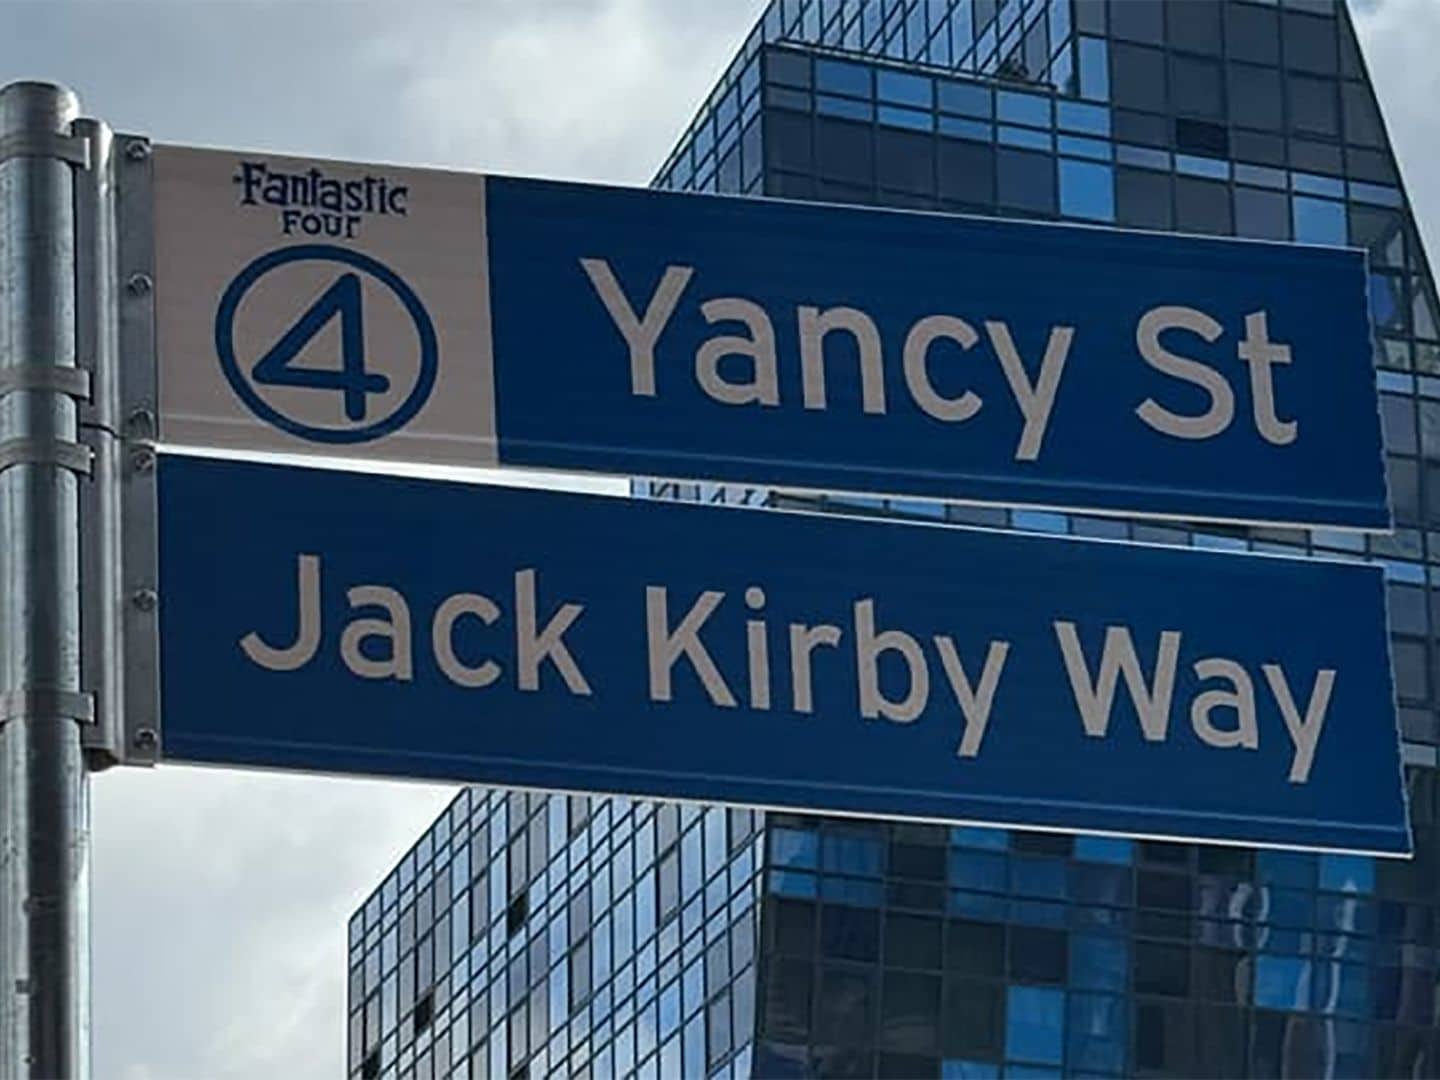 Fantastic
Four
4
Yancy St
Jack Kirby Way